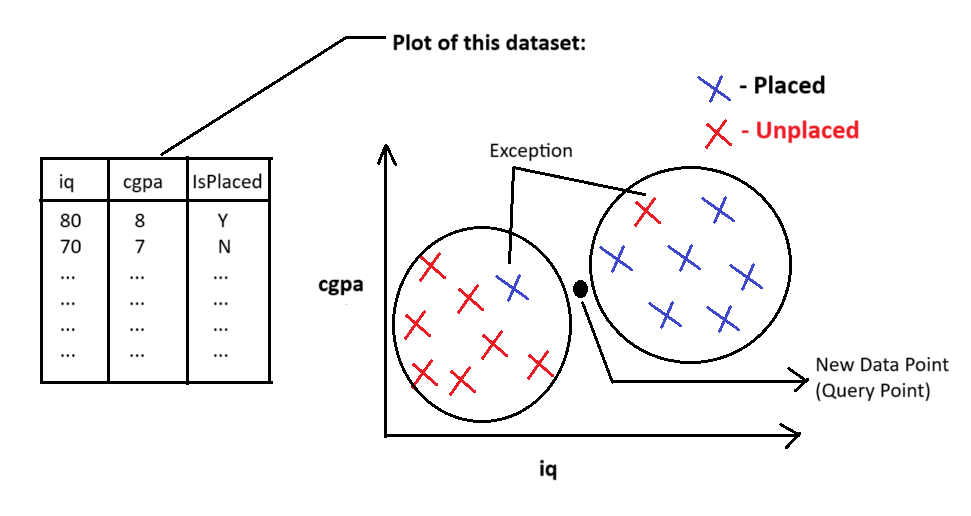 Plot of this dataset:
- Placed
- Unplaced
iq cgpa IsPlaced
80 8 Y
70 7 N
... ... ...
... ... ...
... ... ...
... ... ...
Exception
cgpa
New Data Point
(Query Point)
iq